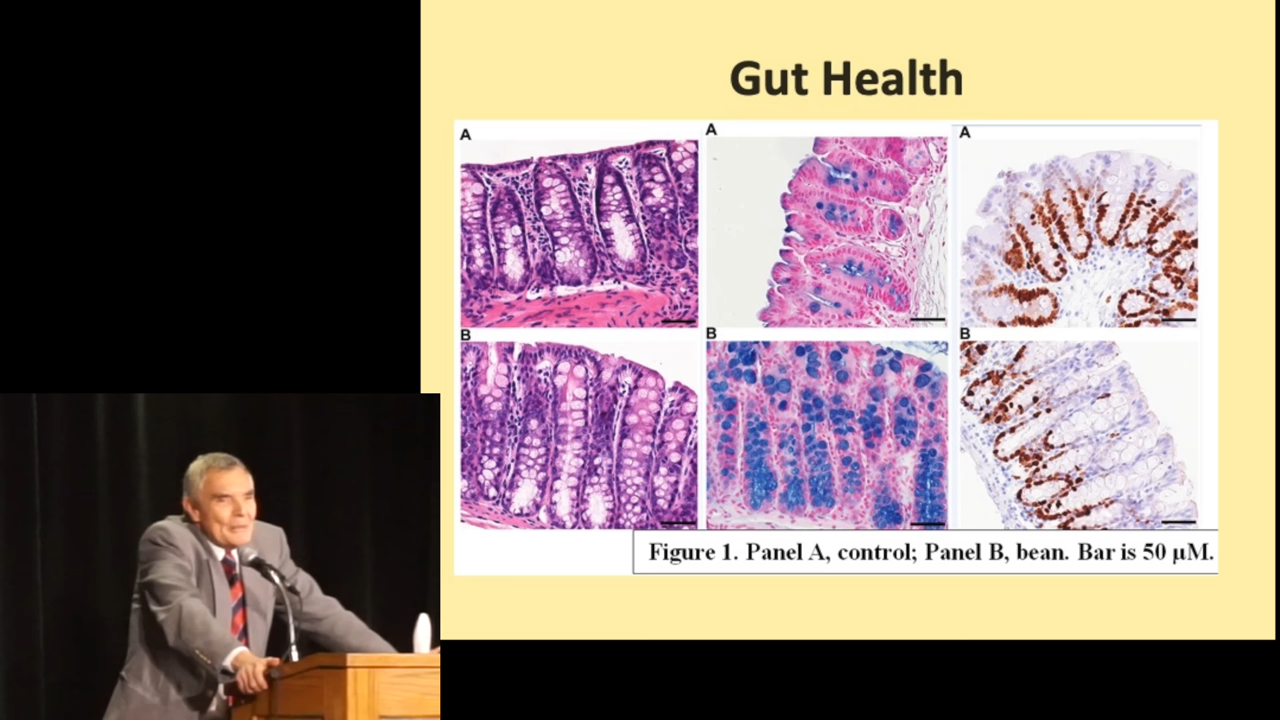 Gut Health
A
A
A
B
B
B
Figure 1. Panel A, control; Panel B, bean. Bar is 50 μM.